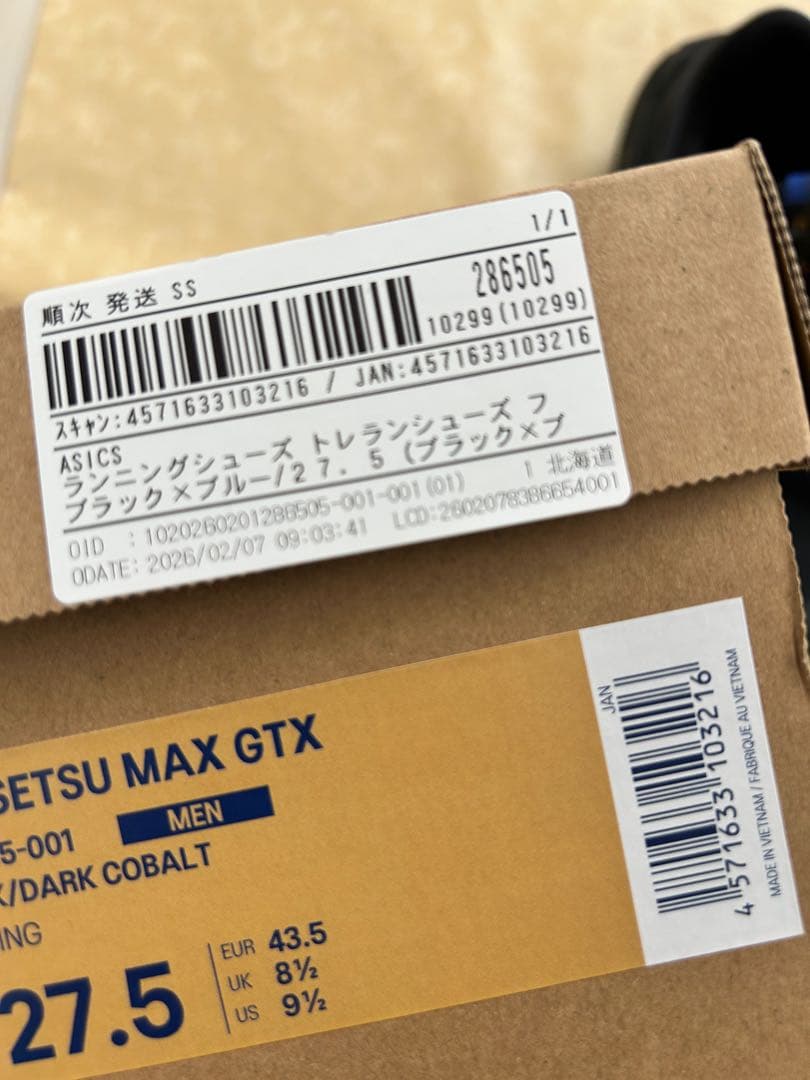 1/1
順次 発送 SS
286505
10299(10299)
スキャン:4571633103216 / JAN:4571633103216
ASICS
ランニングシューズ トレランシューズ フ
ブラック×ブルー/27.5 (ブラック×ブ
1 北海道
OID : 1020260201286505-001-001(01)
ODATE: 2026/02/07 09:03:41 LCD:2602078386654001
SETSU MAX GTX
5-001 MEN
K/DARK COBALT
ING
27.5
EUR 43.5
UK 8½
US 9½
JAN
4 571633 103216
MADE IN VIETNAM / FABRIQUE AU VIETNAM